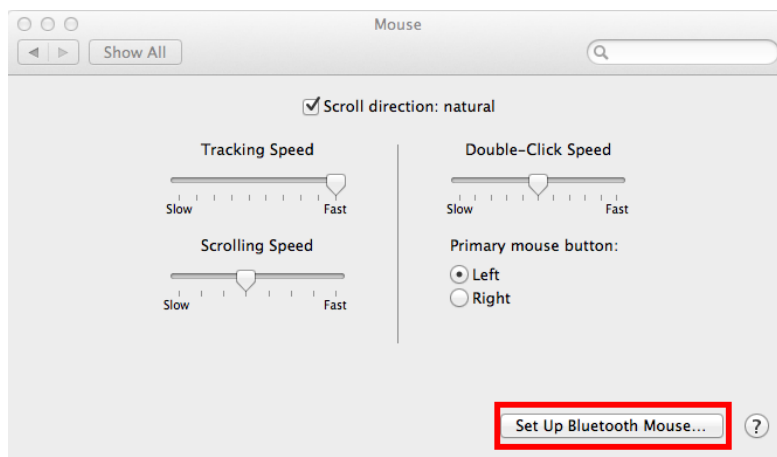 Mouse
Show All
Scroll direction: natural
Tracking Speed
Slow Fast
Double-Click Speed
Slow Fast
Scrolling Speed
Slow Fast
Primary mouse button:
Left
Right
Set Up Bluetooth Mouse... ?